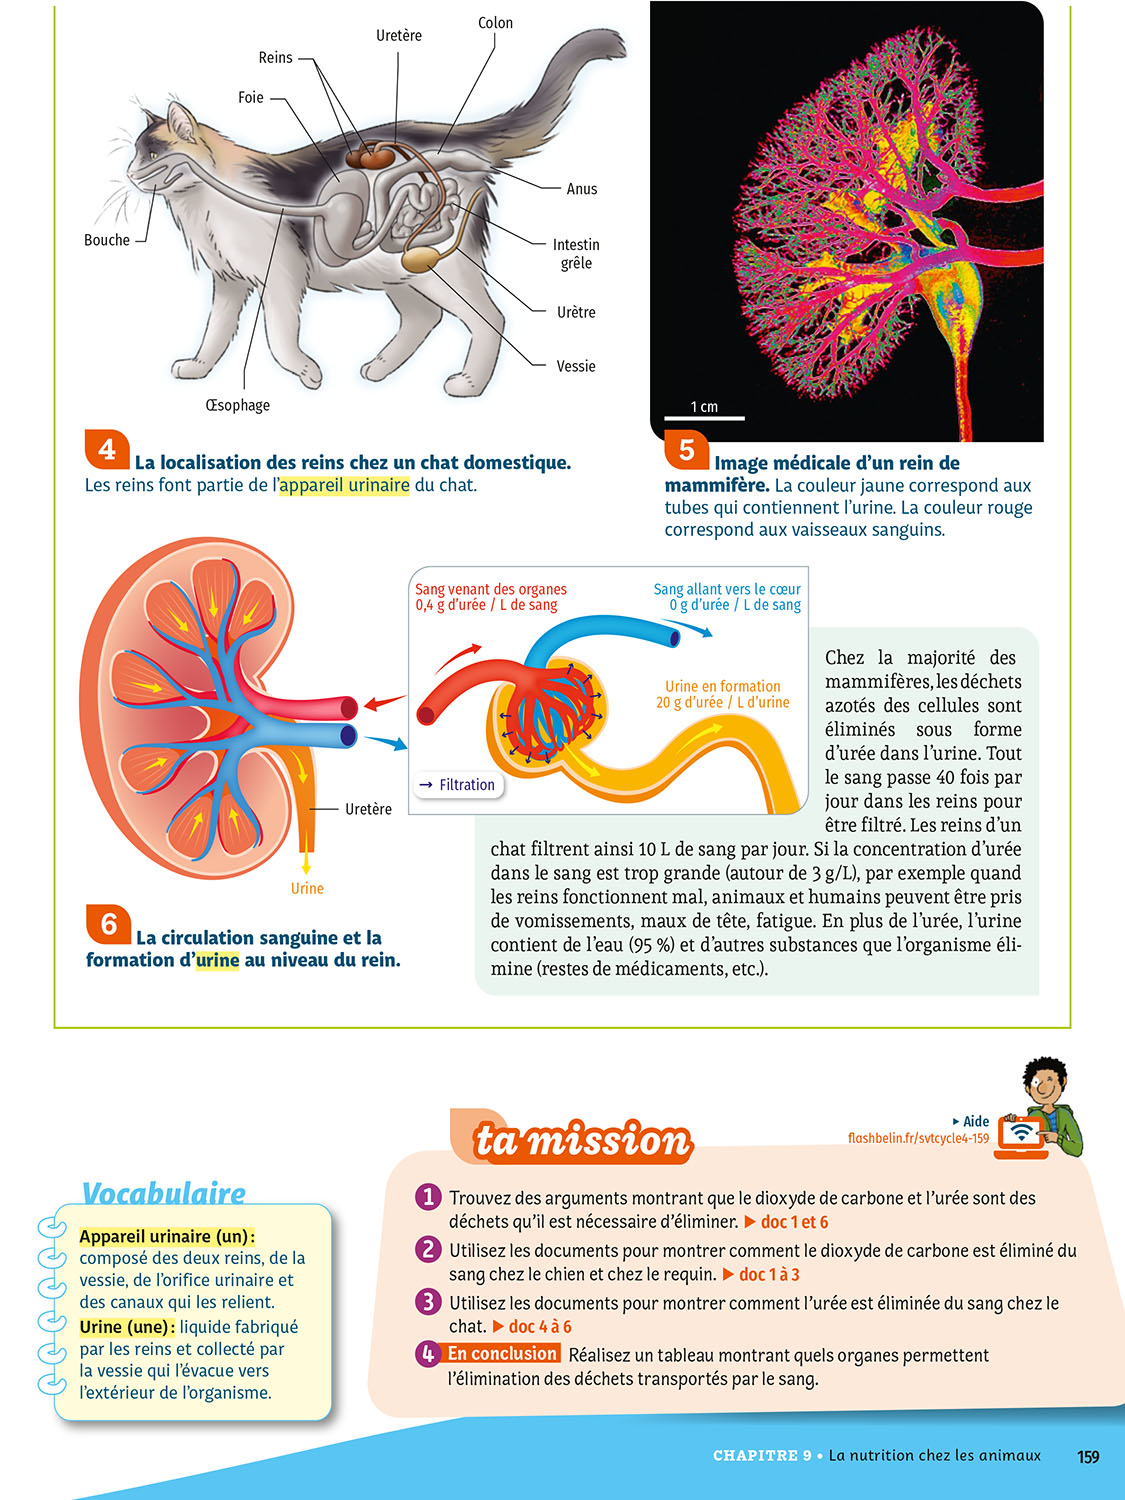 Colon
Uretère
Reins
Foie
Anus
Bouche
Intestin
grêle
Urètre
Vessie
Œsophage
1 cm
4 La localisation des reins chez un chat domestique.
Les reins font partie de l'appareil urinaire du chat.
5 Image médicale d'un rein de
mammifère. La couleur jaune correspond aux
tubes qui contiennent l'urine. La couleur rouge
correspond aux vaisseaux sanguins.
Sang venant des organes
0,4 g d'urée / L de sang
Sang allant vers le cœur
0 g d'urée / L de sang
Urine en formation
20 g d'urée / L d'urine
→ Filtration
Uretère
Urine
6 La circulation sanguine et la
formation d'urine au niveau du rein.
Chez la majorité des
mammifères, les déchets
azotés des cellules sont
éliminés sous forme
d'urée dans l'urine. Tout
le sang passe 40 fois par
jour dans les reins pour
être filtré. Les reins d'un
chat filtrent ainsi 10 L de sang par jour. Si la concentration d'urée
dans le sang est trop grande (autour de 3 g/L), par exemple quand
les reins fonctionnent mal, animaux et humains peuvent être pris
de vomissements, maux de tête, fatigue. En plus de l'urée, l'urine
contient de l'eau (95 %) et d'autres substances que l'organisme éli-
mine (restes de médicaments, etc.).
▸ Aide
flashbelin.fr/svtcycle4-159
ta mission
1 Trouvez des arguments montrant que le dioxyde de carbone et l'urée sont des
déchets qu'il est nécessaire d'éliminer. ▶ doc 1 et 6
2 Utilisez les documents pour montrer comment le dioxyde de carbone est éliminé du
sang chez le chien et chez le requin. ▶ doc 1 à 3
3 Utilisez les documents pour montrer comment l'urée est éliminée du sang chez le
chat. ▶ doc 4 à 6
4 En conclusion Réalisez un tableau montrant quels organes permettent
l'élimination des déchets transportés par le sang.
Vocabulaire
Appareil urinaire (un) :
composé des deux reins, de la
vessie, de l'orifice urinaire et
des canaux qui les relient.
Urine (une) : liquide fabriqué
par les reins et collecté par
la vessie qui l'évacue vers
l'extérieur de l'organisme.
CHAPITRE 9 • La nutrition chez les animaux 159